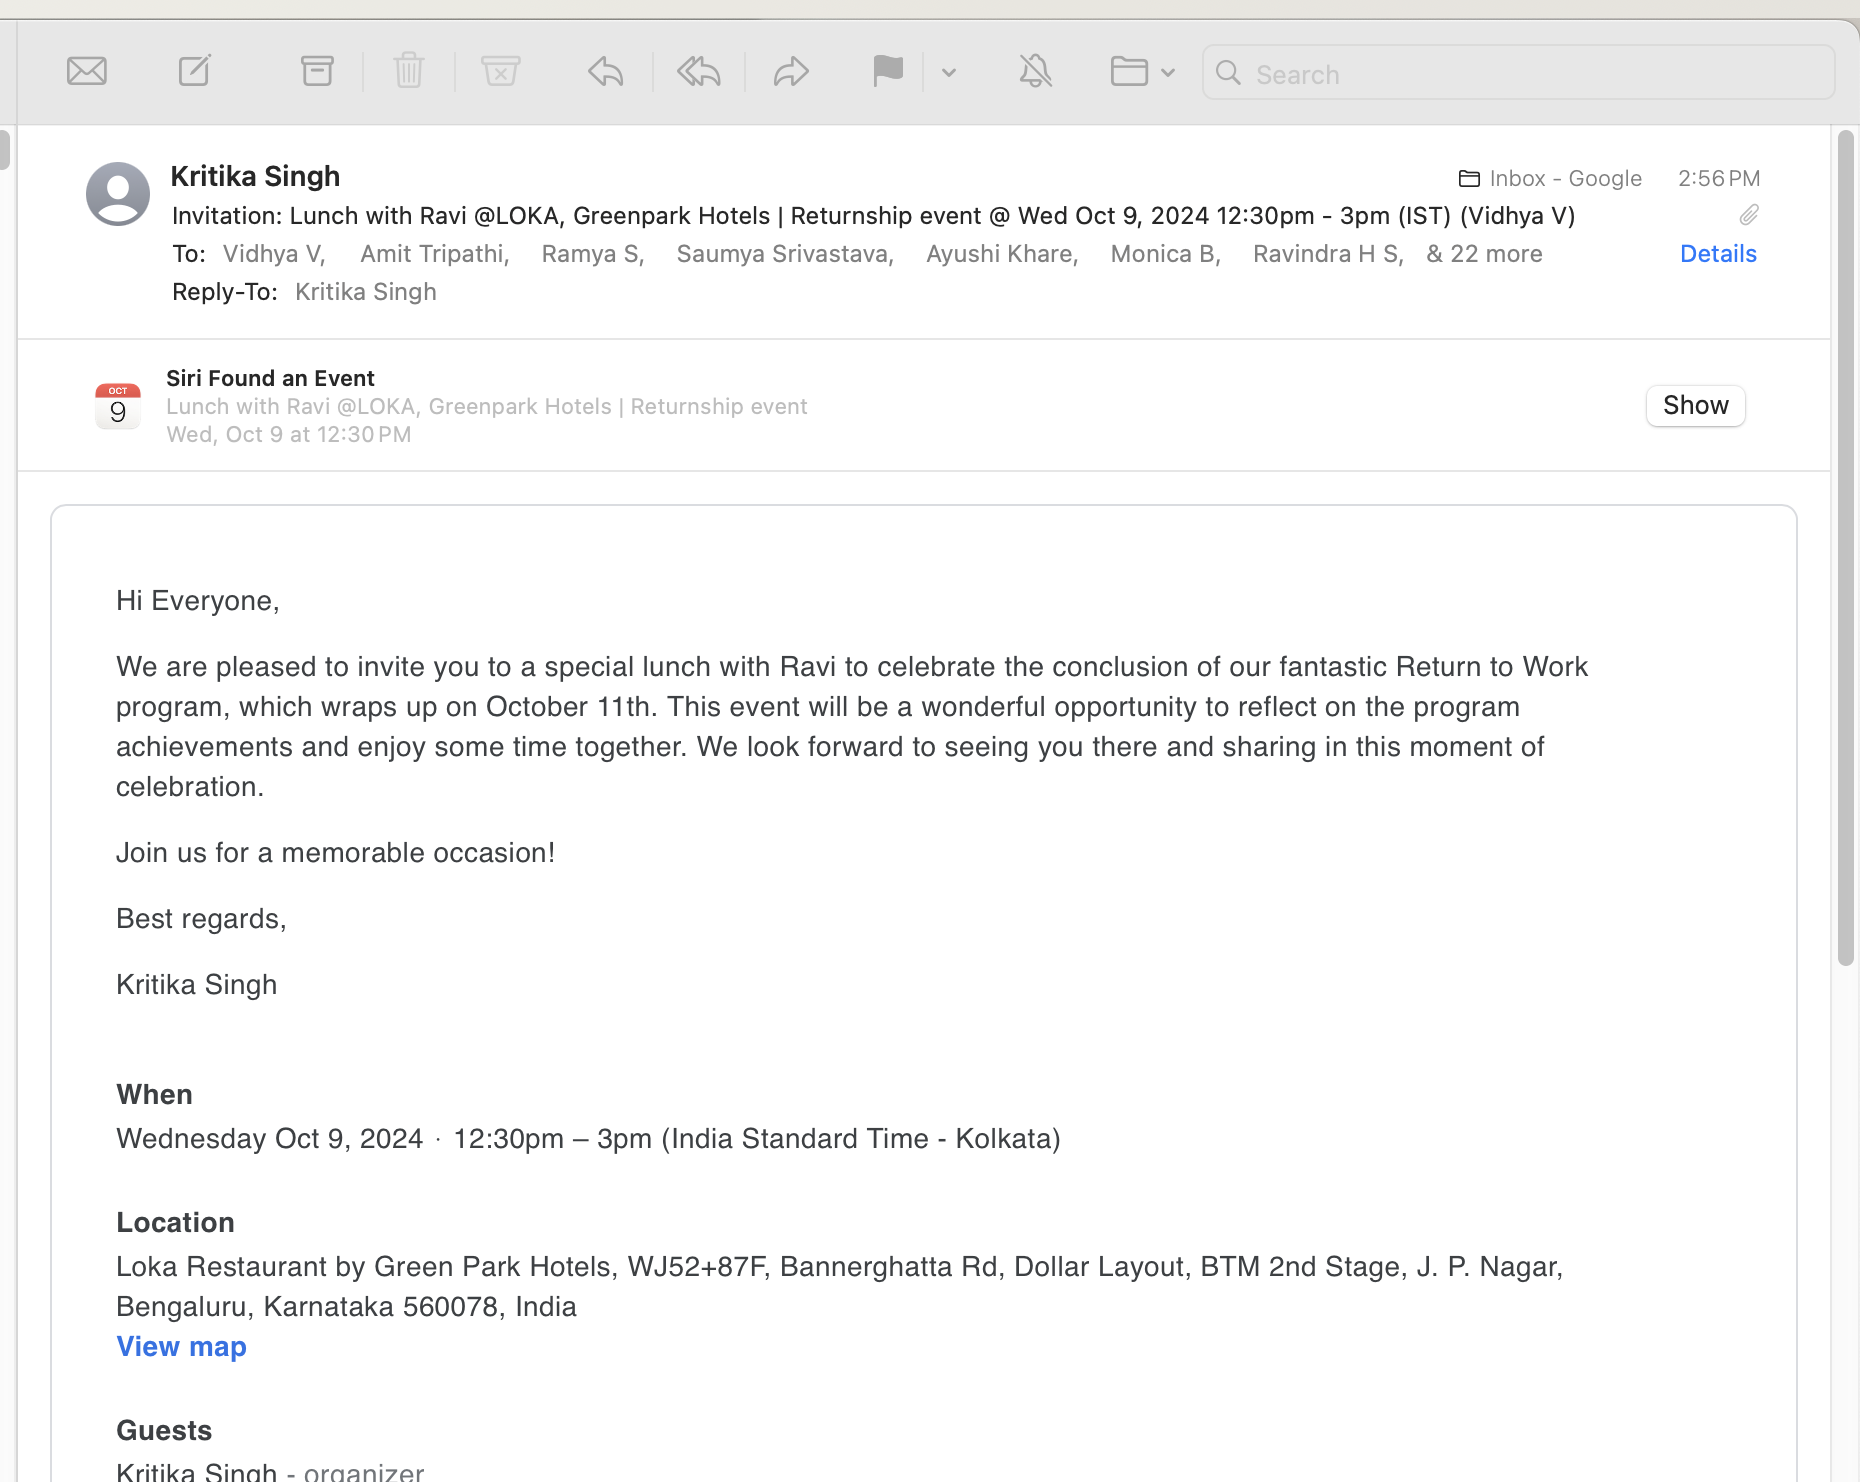 Search
Kritika Singh
Inbox - Google 2:56 PM
Invitation: Lunch with Ravi @LOKA, Greenpark Hotels | Returnship event @ Wed Oct 9, 2024 12:30pm - 3pm (IST) (Vidhya V)
To: Vidhya V, Amit Tripathi, Ramya S, Saumya Srivastava, Ayushi Khare, Monica B, Ravindra H S, & 22 more Details
Reply-To: Kritika Singh
OCT
9
Siri Found an Event
Lunch with Ravi @LOKA, Greenpark Hotels | Returnship event
Wed, Oct 9 at 12:30 PM
Show
Hi Everyone,
We are pleased to invite you to a special lunch with Ravi to celebrate the conclusion of our fantastic Return to Work
program, which wraps up on October 11th. This event will be a wonderful opportunity to reflect on the program
achievements and enjoy some time together. We look forward to seeing you there and sharing in this moment of
celebration.
Join us for a memorable occasion!
Best regards,
Kritika Singh
When
Wednesday Oct 9, 2024 · 12:30pm – 3pm (India Standard Time - Kolkata)
Location
Loka Restaurant by Green Park Hotels, WJ52+87F, Bannerghatta Rd, Dollar Layout, BTM 2nd Stage, J. P. Nagar,
Bengaluru, Karnataka 560078, India
View map
Guests
Kritika Singh - organizer